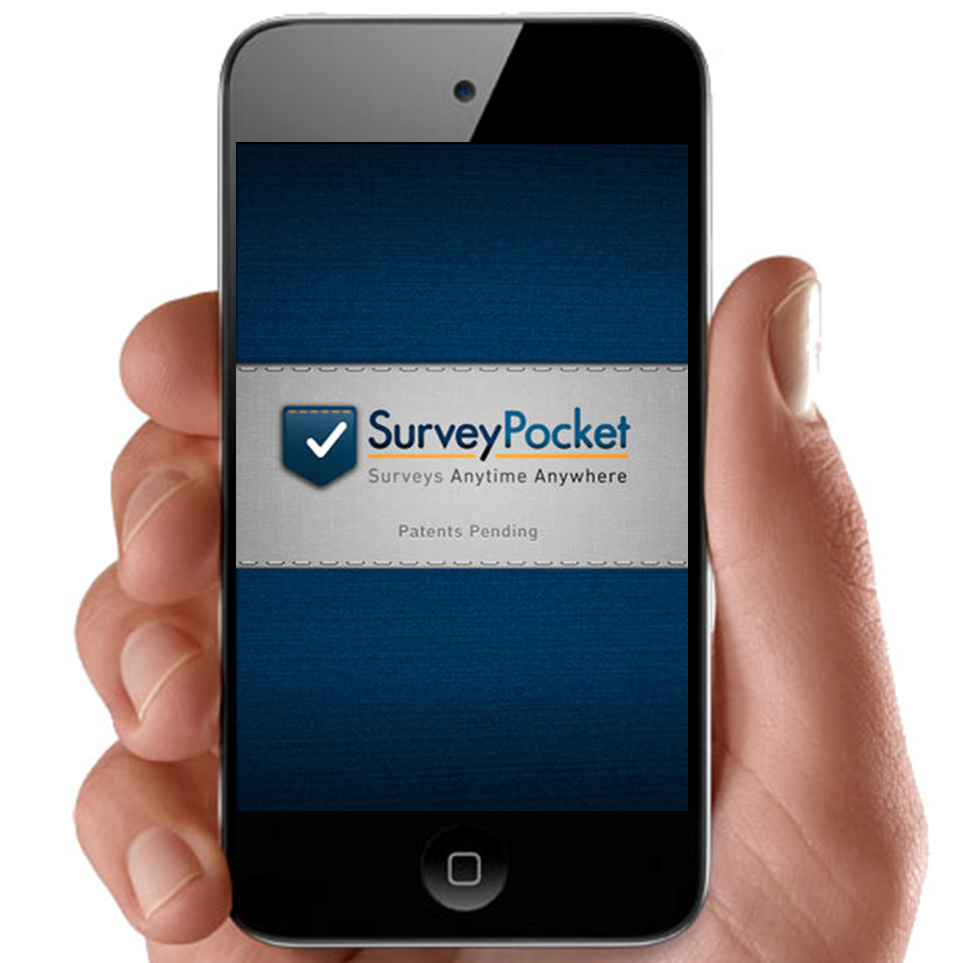 SurveyPocket
Surveys Anytime Anywhere
Patents Pending